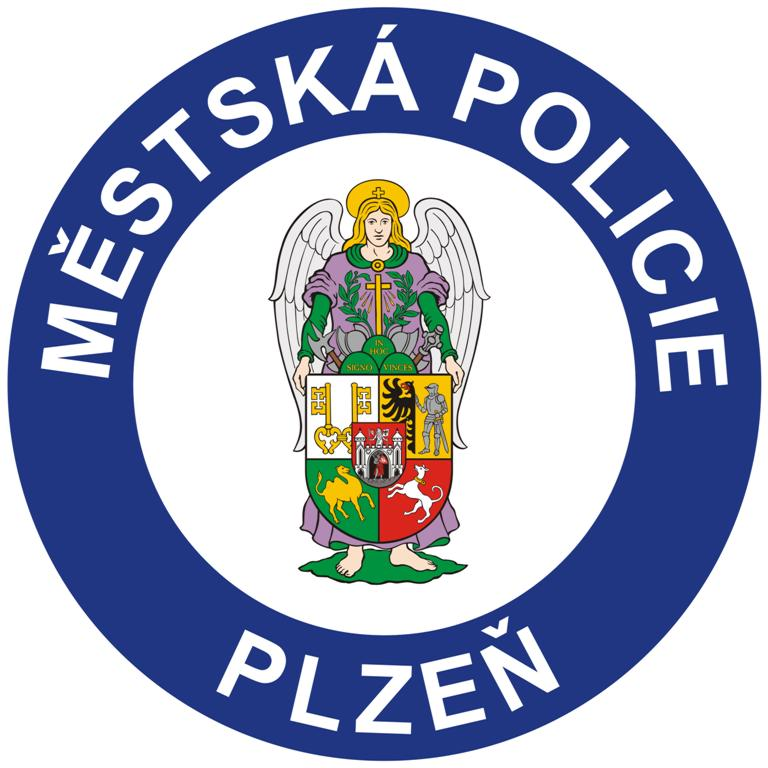 MĚSTSKÁ POLICIE
IN
HOC
SIGNO VINCES
PLZEŇ